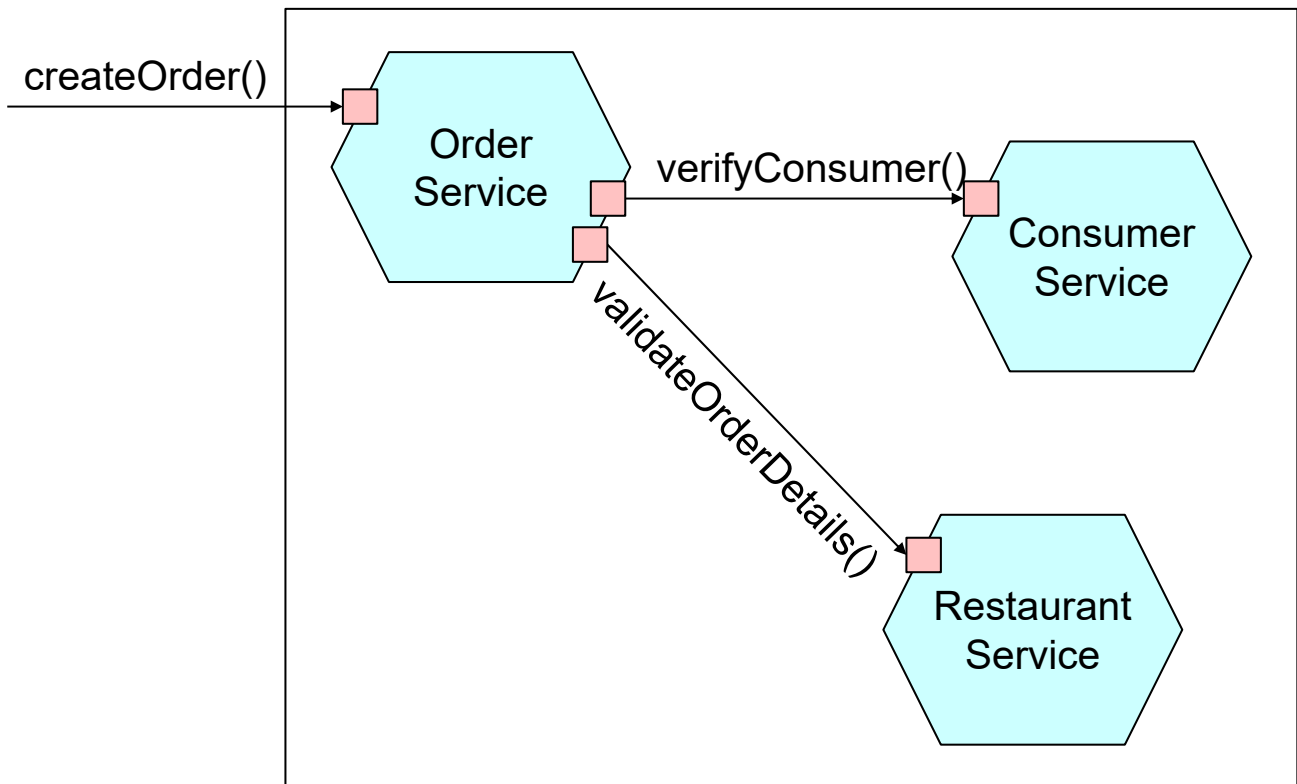 createOrder()
Order
Service
verifyConsumer()
Consumer
Service
validateOrderDetails()
Restaurant
Service